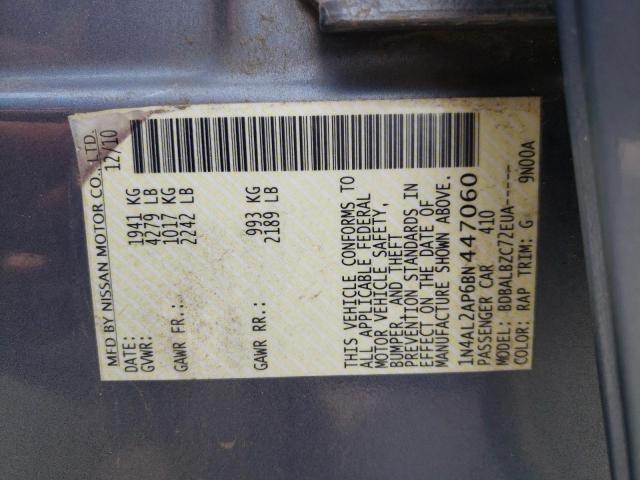 MFD BY NISSAN MOTOR CO., LTD.
DATE: 12/10
GVWR: 1941 KG
4279 LB
GAWR FR.: 1017 KG
2242 LB
GAWR RR.: 993 KG
2189 LB
THIS VEHICLE CONFORMS TO
ALL APPLICABLE FEDERAL
MOTOR VEHICLE SAFETY,
BUMPER, AND THEFT
PREVENTION STANDARDS IN
EFFECT ON THE DATE OF
MANUFACTURE SHOWN ABOVE.
1N4AL2AP6BN447060
PASSENGER CAR 410
MODEL: BDBALBZC72EUA-----
COLOR: RAP TRIM: G 9N00A